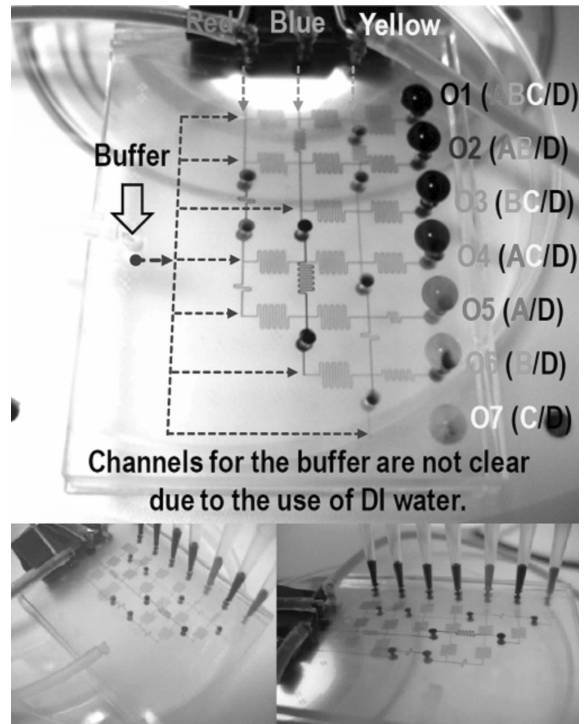 Red Blue Yellow
O1 (ABC/D)
Buffer
O2 (AB/D)
O3 (BC/D)
O4 (AC/D)
O5 (A/D)
O6 (B/D)
O7 (C/D)
Channels for the buffer are not clear
due to the use of DI water.